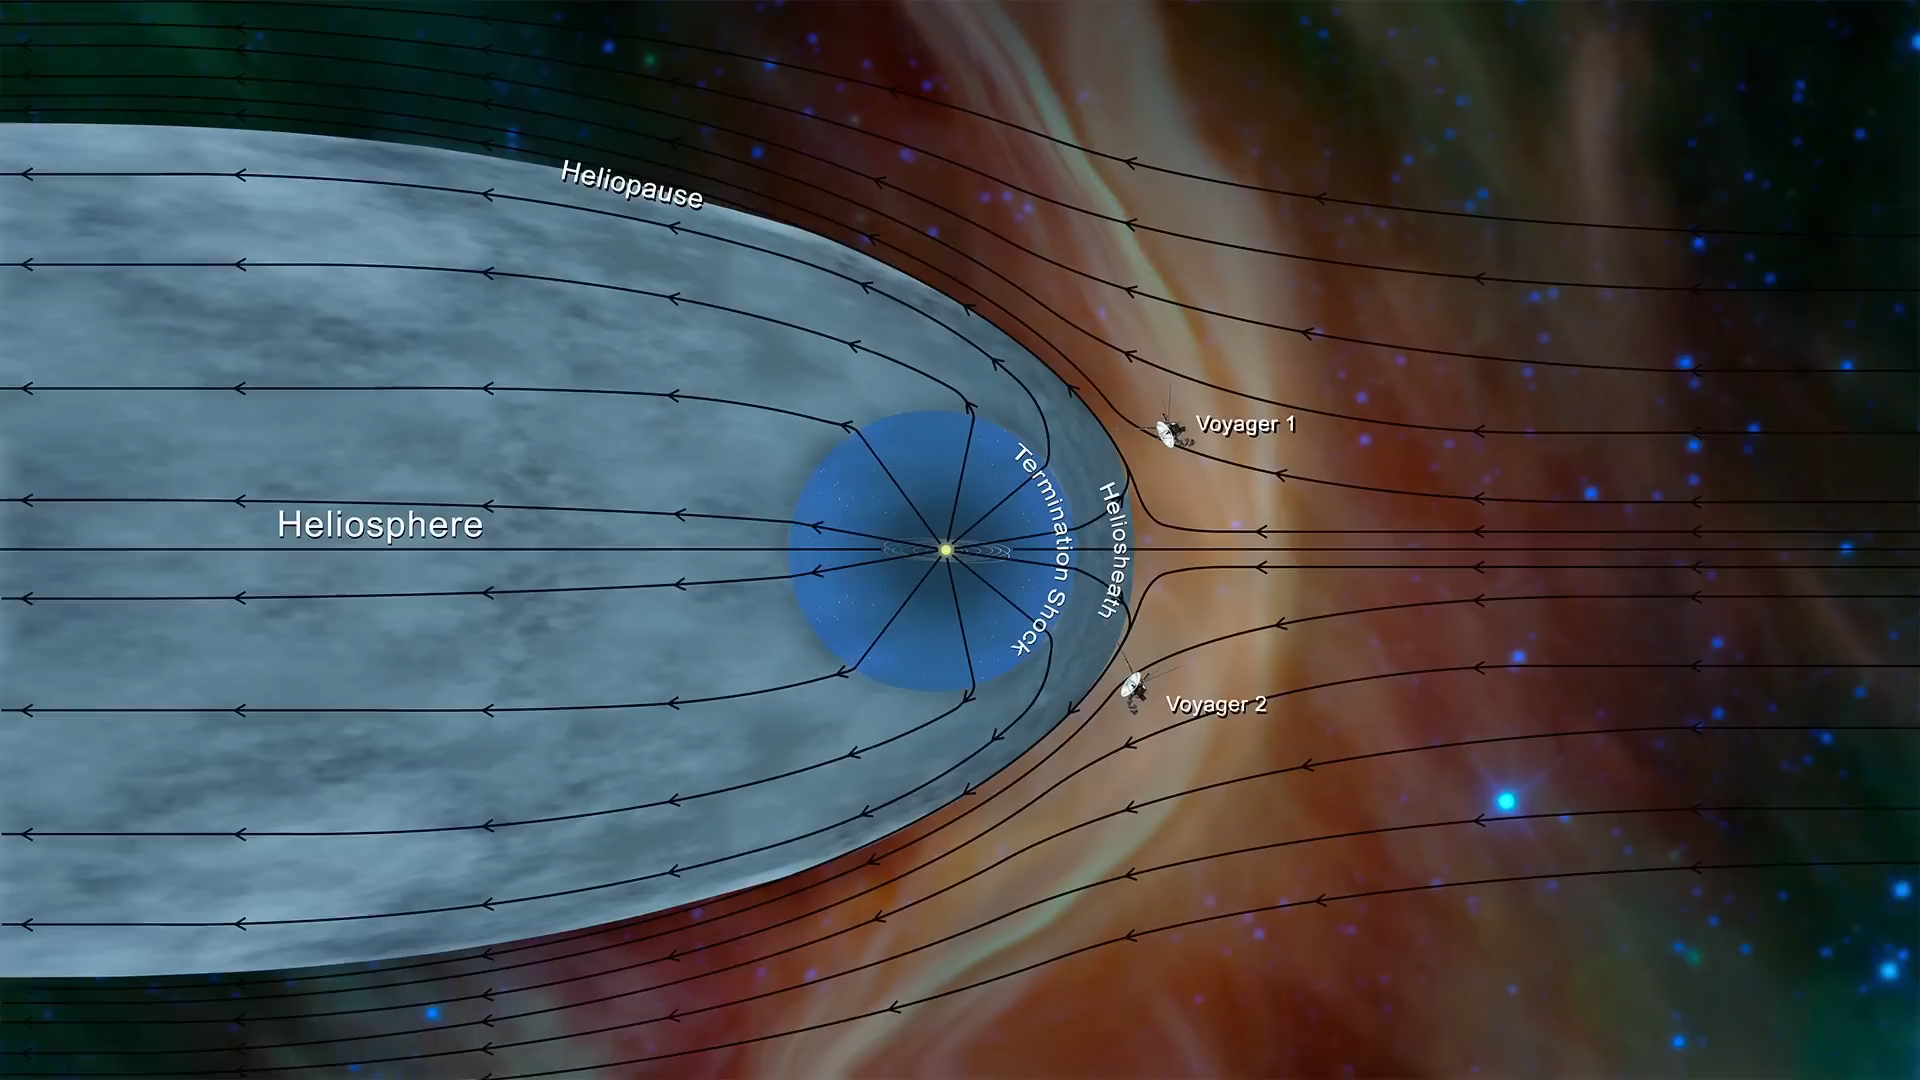 Heliopause
Voyager 1
Termination Shock
Heliosheath
Heliosphere
Voyager 2